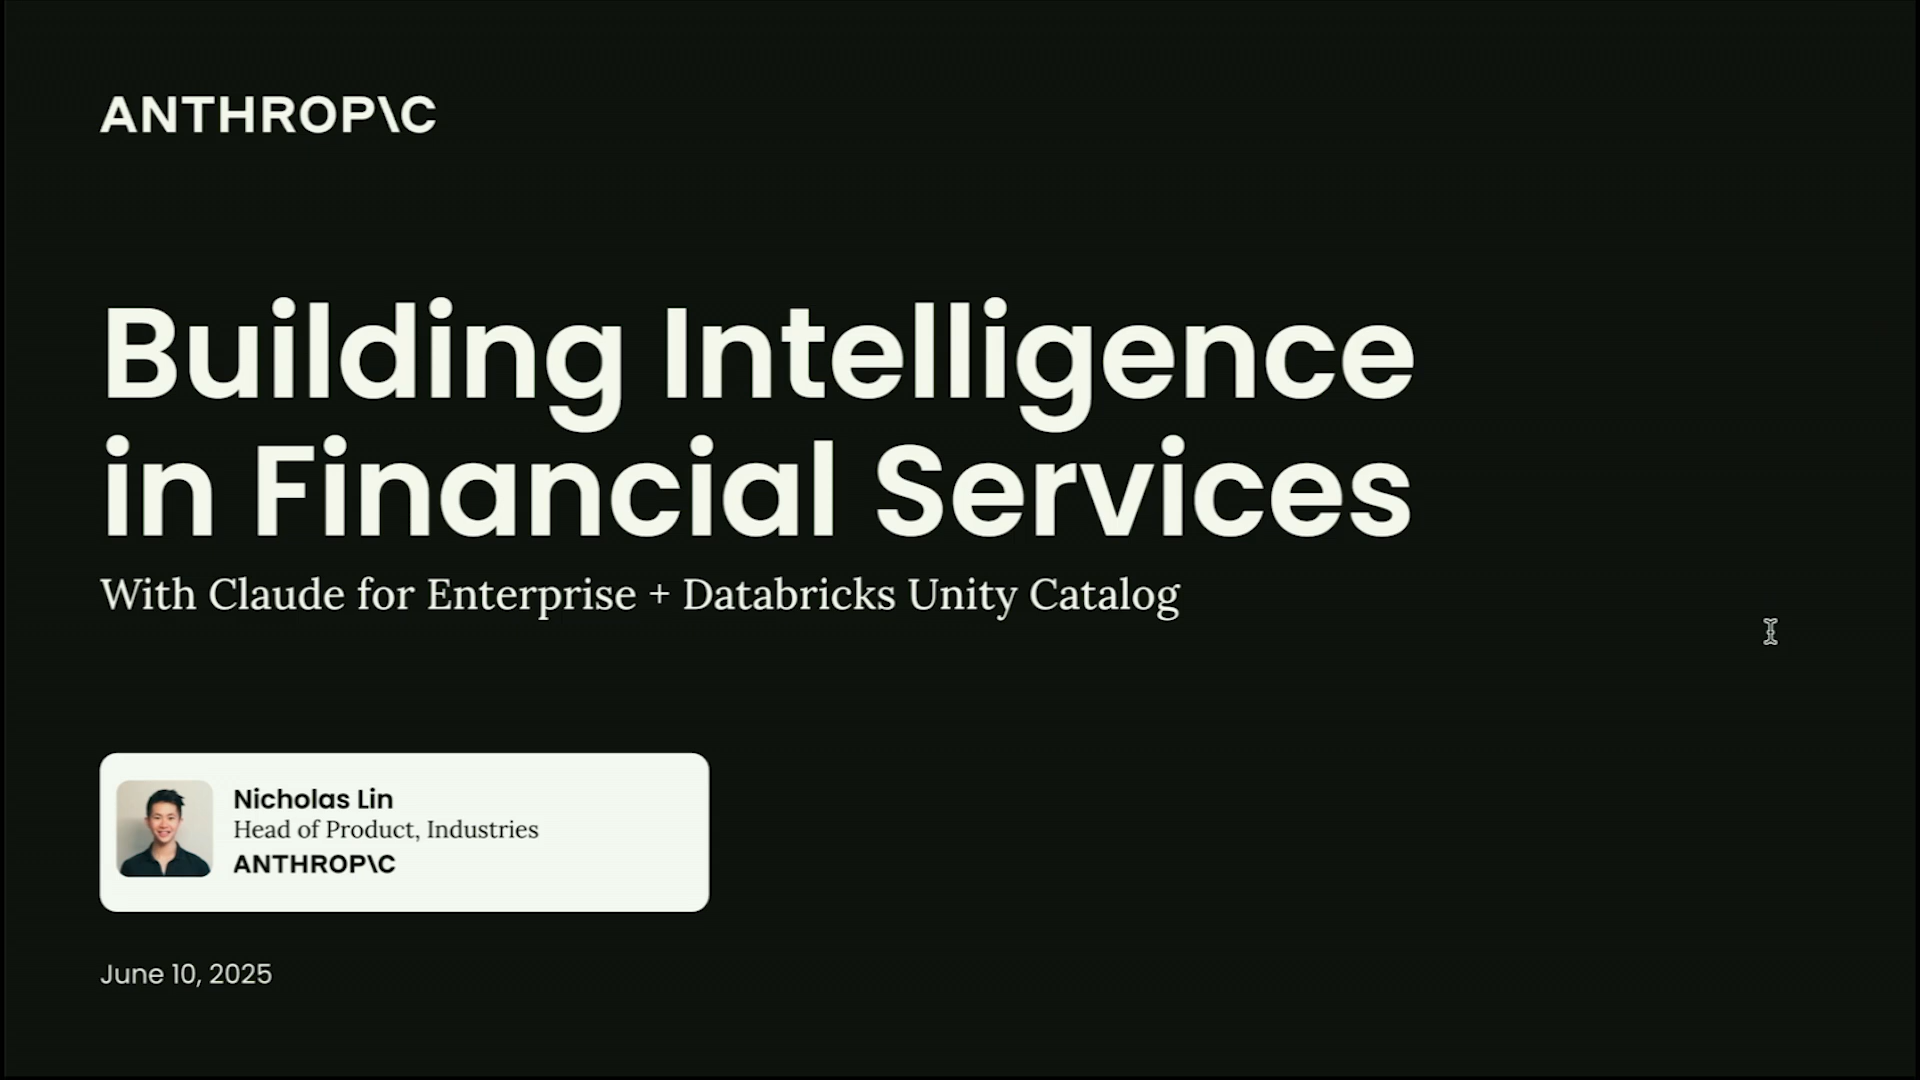 ANTHROP\C
Building Intelligence
in Financial Services
With Claude for Enterprise + Databricks Unity Catalog
Nicholas Lin
Head of Product, Industries
ANTHROP\C
June 10, 2025